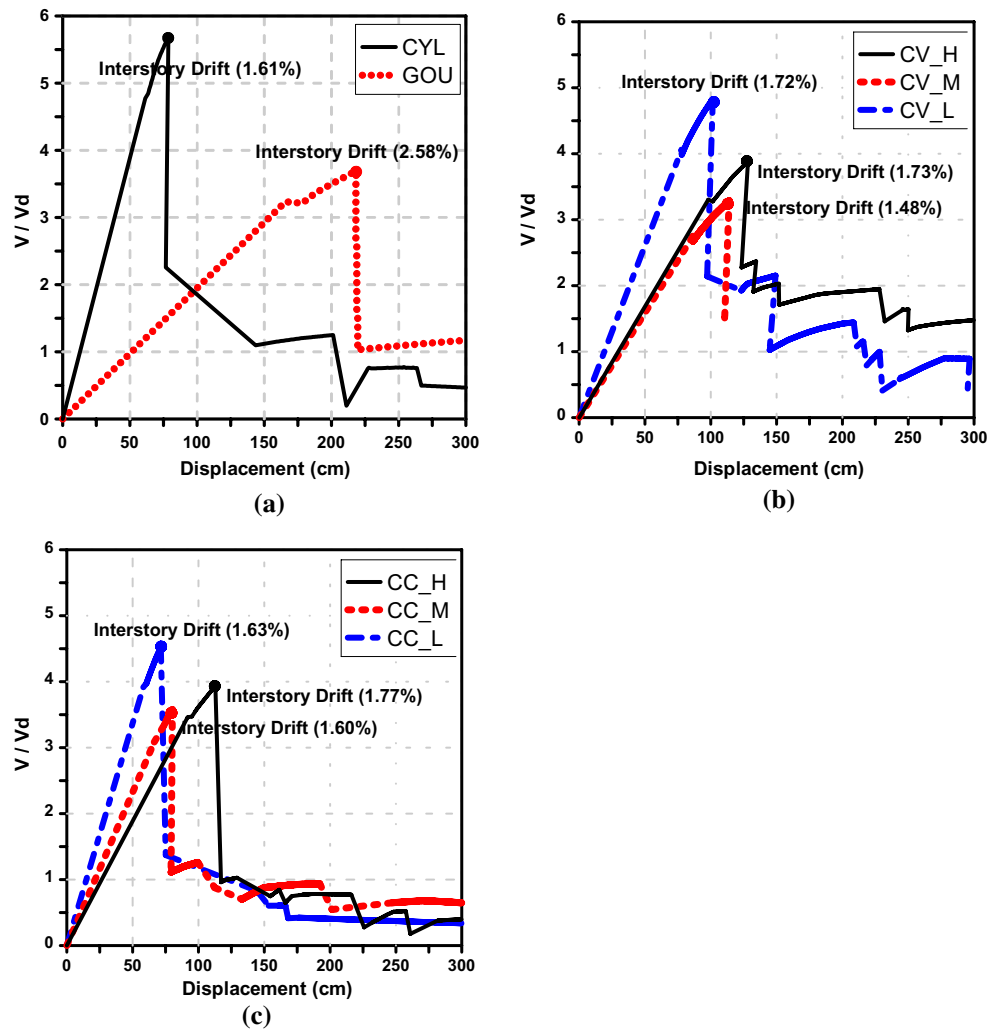 6
5
4
3
2
1
0
V / Vd
Interstory Drift (1.61%)
Interstory Drift (2.58%)
CYL
GOU
0
50
100
150
200
250
300
Displacement (cm)
(a)
6
5
4
3
2
1
0
V / Vd
Interstory Drift (1.72%)
Interstory Drift (1.73%)
Interstory Drift (1.48%)
CV_H
CV_M
CV_L
0
50
100
150
200
250
300
Displacement (cm)
(b)
6
5
4
3
2
1
0
V / Vd
Interstory Drift (1.63%)
Interstory Drift (1.77%)
Interstory Drift (1.60%)
CC_H
CC_M
CC_L
0
50
100
150
200
250
300
Displacement (cm)
(c)